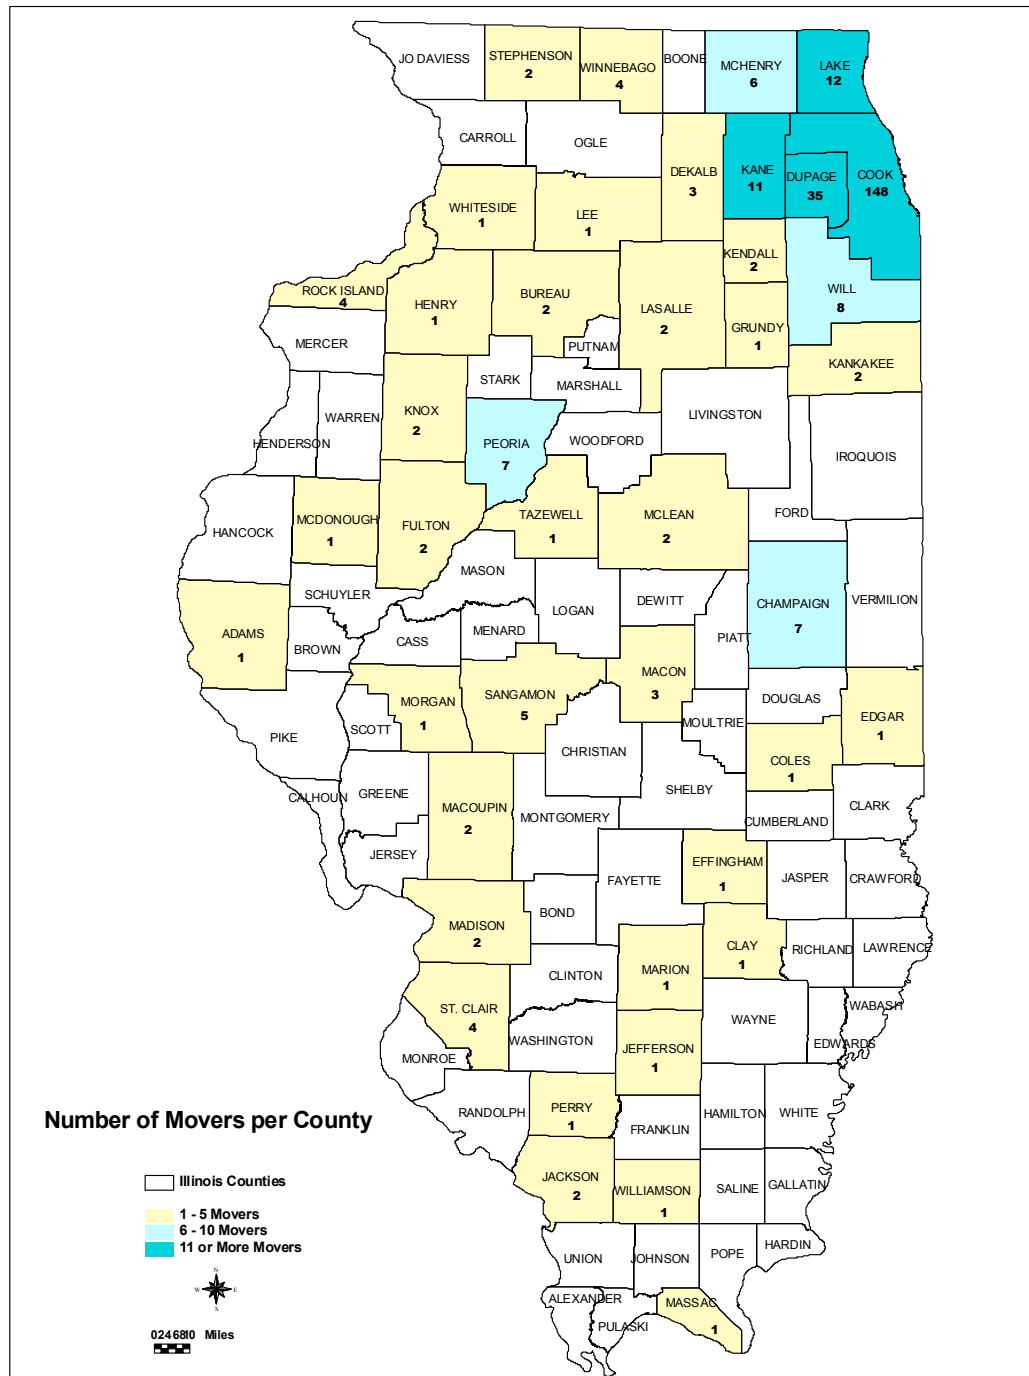 JO DAVIESS
STEPHENSON
2
WINNEBAGO
4
BOONE
MCHENRY
6
LAKE
12
CARROLL
OGLE
DEKALB
3
KANE
11
DUPAGE
35
COOK
148
WHITESIDE
1
LEE
1
KENDALL
2
ROCK ISLAND
4
HENRY
1
BUREAU
2
LASALLE
2
WILL
8
GRUNDY
1
MERCER
PUTNAM
KANKAKEE
2
STARK
MARSHALL
HENDERSON
WARREN
KNOX
2
PEORIA
7
WOODFORD
LIVINGSTON
IROQUOIS
HANCOCK
MCDONOUGH
1
FULTON
2
TAZEWELL
1
MCLEAN
2
FORD
SCHUYLER
MASON
LOGAN
DEWITT
CHAMPAIGN
7
VERMILION
ADAMS
1
BROWN
CASS
MENARD
PIATT
MORGAN
1
SANGAMON
5
MACON
3
DOUGLAS
EDGAR
1
PIKE
SCOTT
CHRISTIAN
MOULTRIE
COLES
1
CALHOUN
GREENE
MACOUPIN
2
MONTGOMERY
SHELBY
CUMBERLAND
CLARK
JERSEY
FAYETTE
EFFINGHAM
1
JASPER
CRAWFORD
MADISON
2
BOND
CLAY
1
RICHLAND
LAWRENCE
CLINTON
MARION
1
ST. CLAIR
4
WASHINGTON
WAYNE
WABASH
EDWARDS
MONROE
JEFFERSON
1
RANDOLPH
PERRY
1
FRANKLIN
HAMILTON
WHITE
JACKSON
2
WILLIAMSON
1
SALINE
GALLATIN
UNION
JOHNSON
POPE
HARDIN
ALEXANDER
PULASKI
MASSAC
1
Number of Movers per County
Illinois Counties
1 - 5 Movers
6 - 10 Movers
11 or More Movers
N
W E
S
0246810 Miles